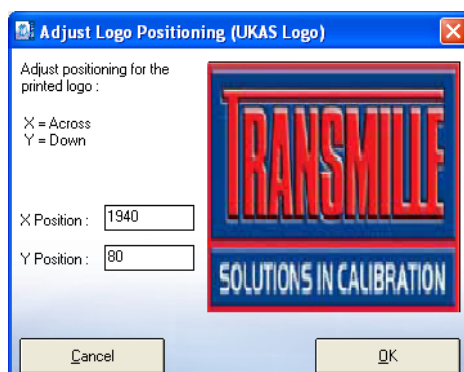 Adjust Logo Positioning (UKAS Logo)
Adjust positioning for the
printed logo :
X = Across
Y = Down
X Position : 1940
Y Position : 80
TRANSMILLE
SOLUTIONS IN CALIBRATION
Cancel
OK